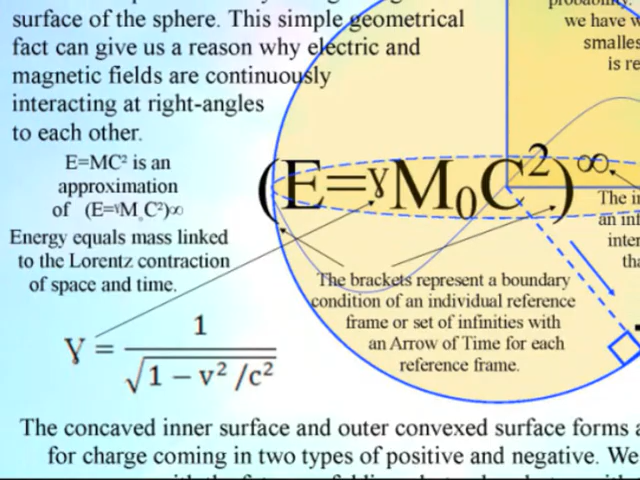 surface of the sphere. This simple geometrical
fact can give us a reason why electric and
magnetic fields are continuously
interacting at right-angles
to each other.
we have
smalles
is re
E=MC² is an
approximation
of (E=γM₀C²)∞
(E=γM₀C²)∞
Energy equals mass linked
to the Lorentz contraction
of space and time.
The in
an inf
inter
tha
γ = 1 / √1 − v² /c²
The brackets represent a boundary
condition of an individual reference
frame or set of infinities with
an Arrow of Time for each
reference frame.
The concaved inner surface and outer convexed surface forms a
for charge coming in two types of positive and negative. We